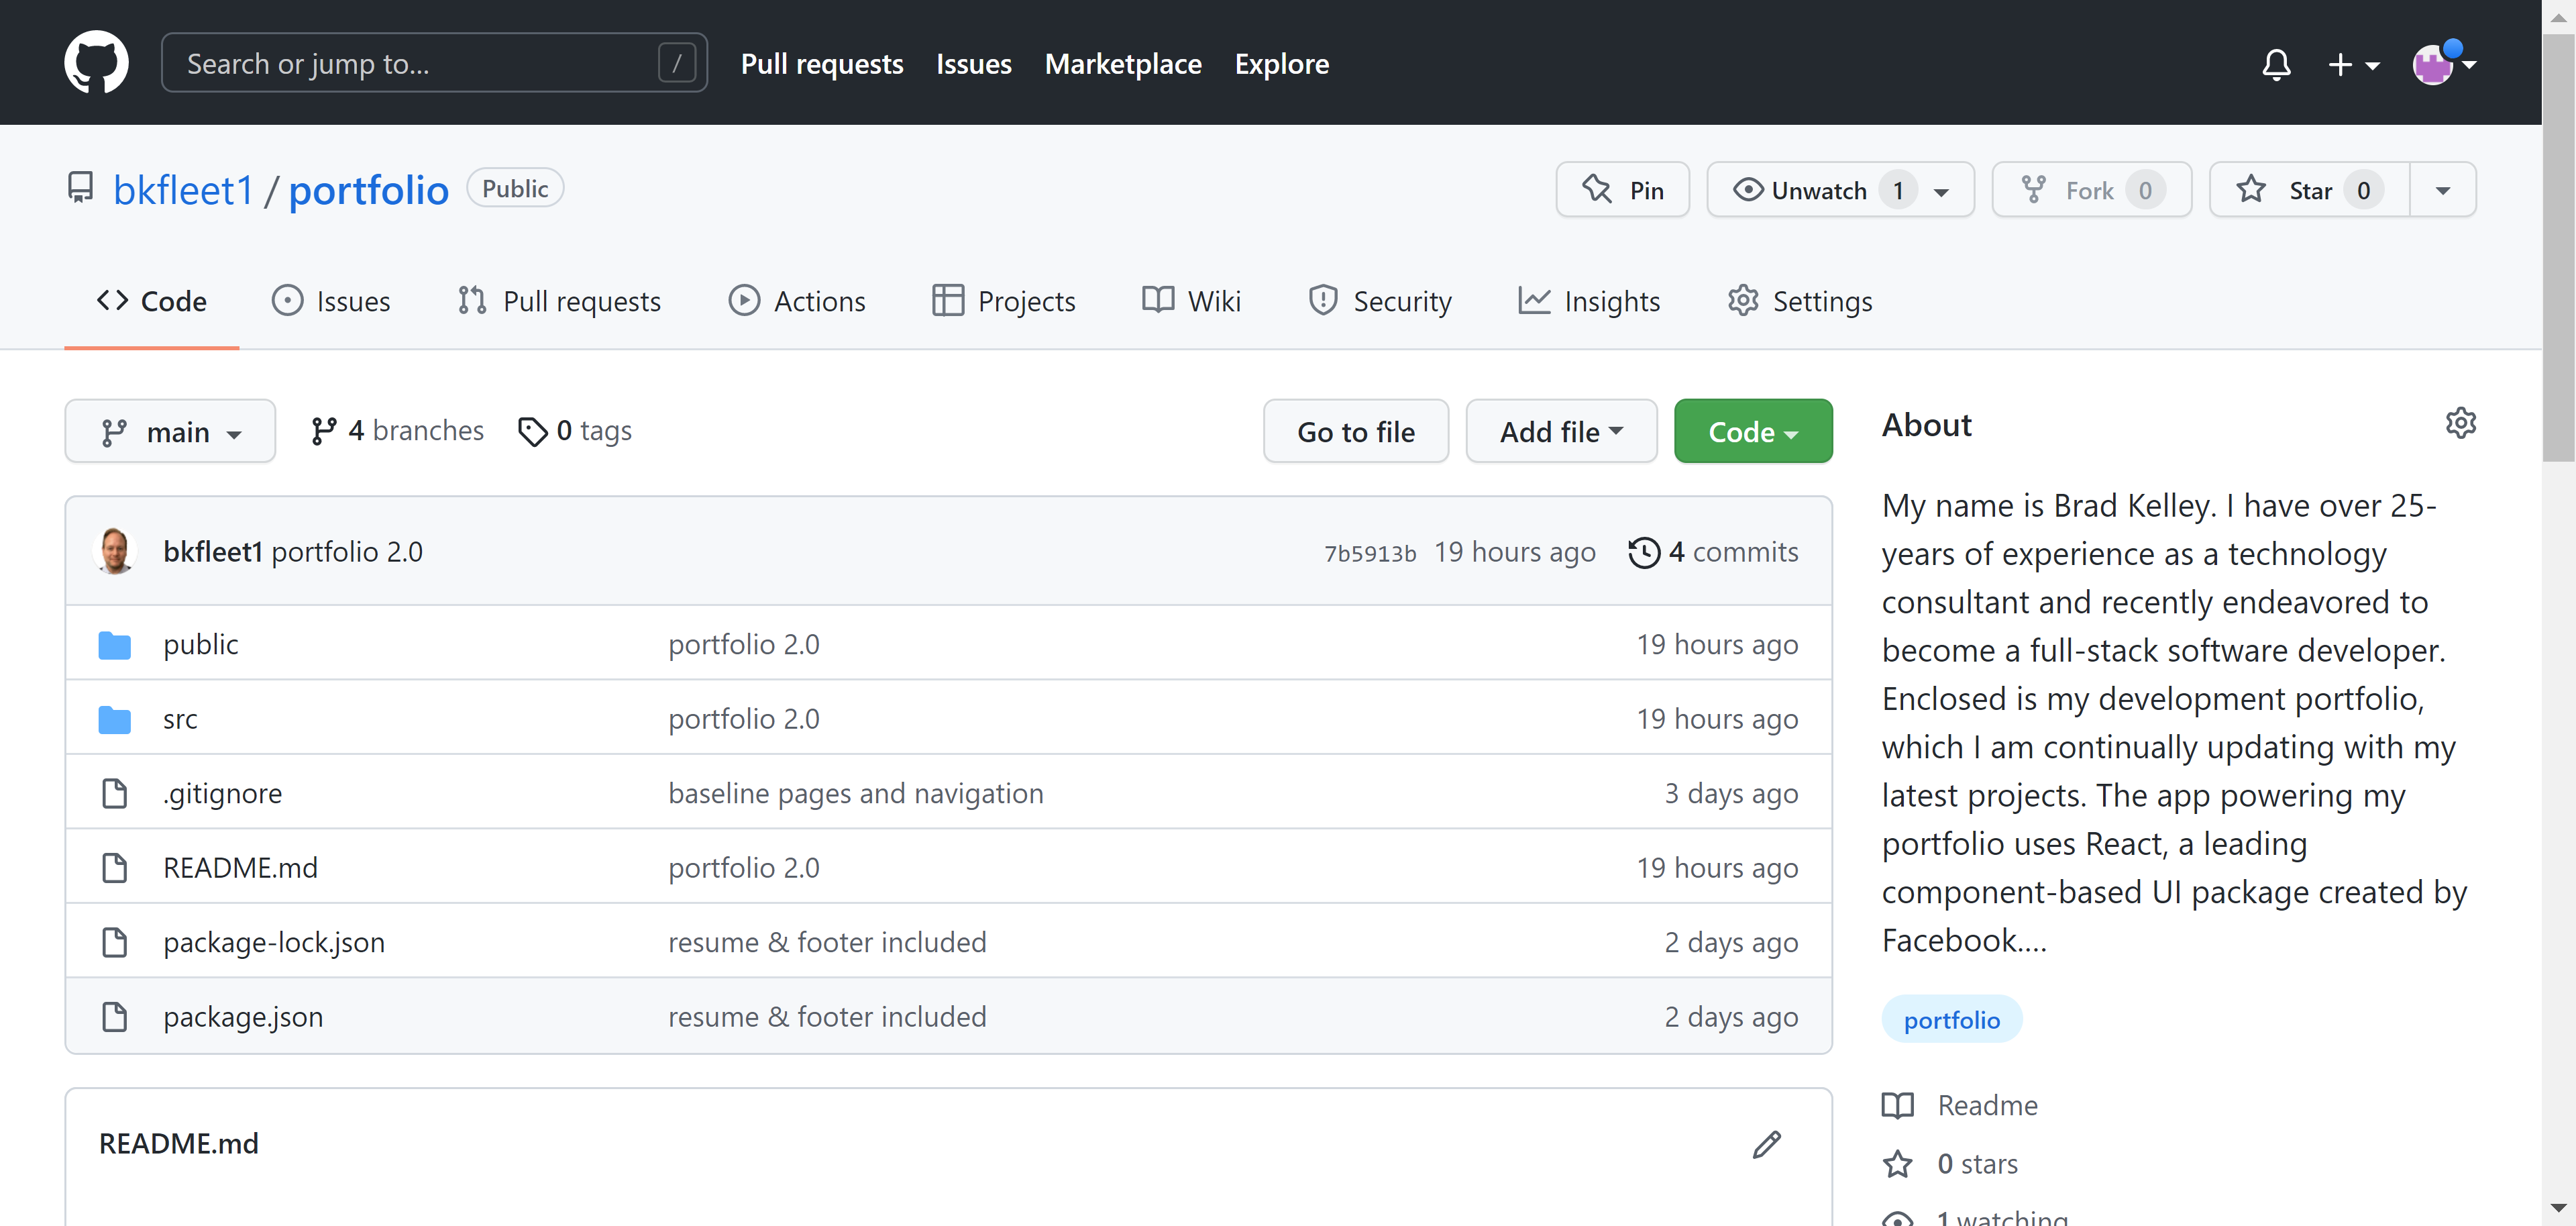 Search or jump to... /
Pull requests Issues Marketplace Explore
bkfleet1 / portfolio Public
Pin Unwatch 1 Fork 0 Star 0
Code Issues Pull requests Actions Projects Wiki Security Insights Settings
main 4 branches 0 tags
Go to file Add file Code
bkfleet1 portfolio 2.0 7b5913b 19 hours ago 4 commits
public portfolio 2.0 19 hours ago
src portfolio 2.0 19 hours ago
.gitignore baseline pages and navigation 3 days ago
README.md portfolio 2.0 19 hours ago
package-lock.json resume & footer included 2 days ago
package.json resume & footer included 2 days ago
README.md
About
My name is Brad Kelley. I have over 25-
years of experience as a technology
consultant and recently endeavored to
become a full-stack software developer.
Enclosed is my development portfolio,
which I am continually updating with my
latest projects. The app powering my
portfolio uses React, a leading
component-based UI package created by
Facebook....
portfolio
Readme
0 stars
1 watching